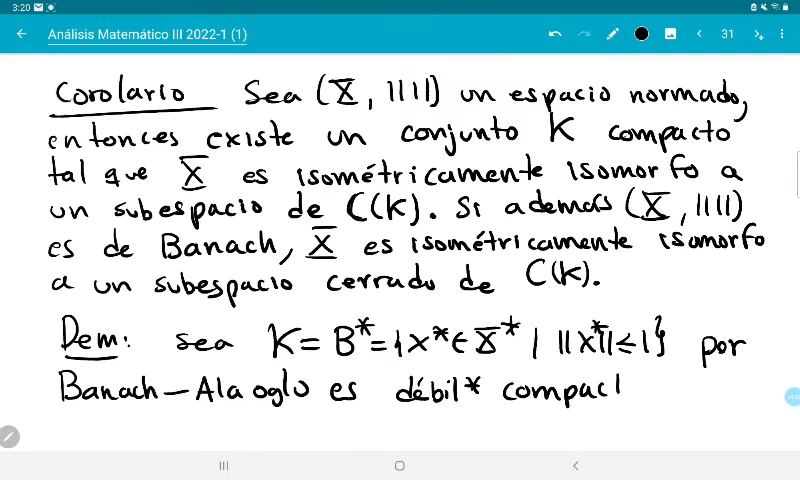 3:20
Análisis Matemático III 2022-1 (1)
31
Corolario Sea (X, ||||) un espacio normado,
entonces existe un conjunto K compacto
tal que X es isométricamente isomorfo a
un subespacio de C(K). Si además (X, ||||)
es de Banach, X es isométricamente isomorfo
a un subespacio cerrado de C(K).
Dem: sea K = B* = {x* ∈ X* | ||x*|| ≤ 1} por
Banach-Alaoglo es débil* compact